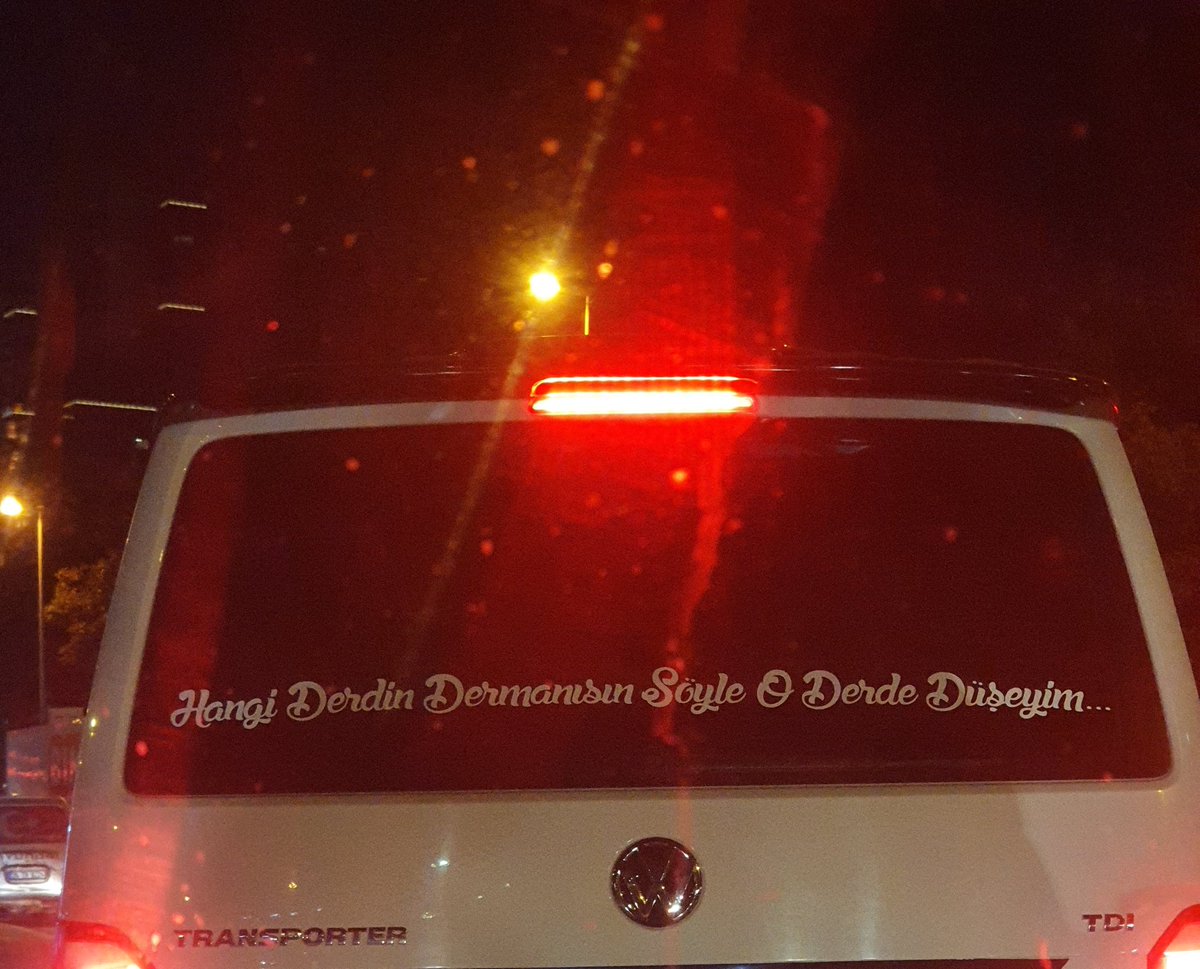 Hangi Derdin Dermanısın Söyle O Derde Düşeyim...
TRANSPORTER
TDI